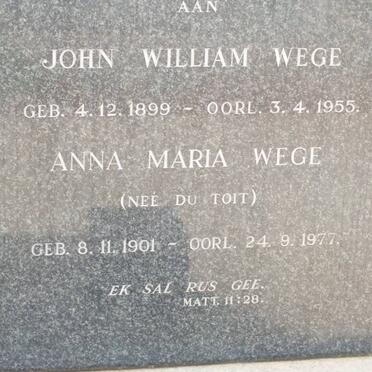 AAN
JOHN WILLIAM WEGE
GEB. 4.12.1899 - OORL. 3.4.1955.
ANNA MARIA WEGE
(NEÉ DU TOIT)
GEB. 8.11.1901 - OORL. 24.9.1977.
EK SAL RUS GEE.
MATT. 11:28.